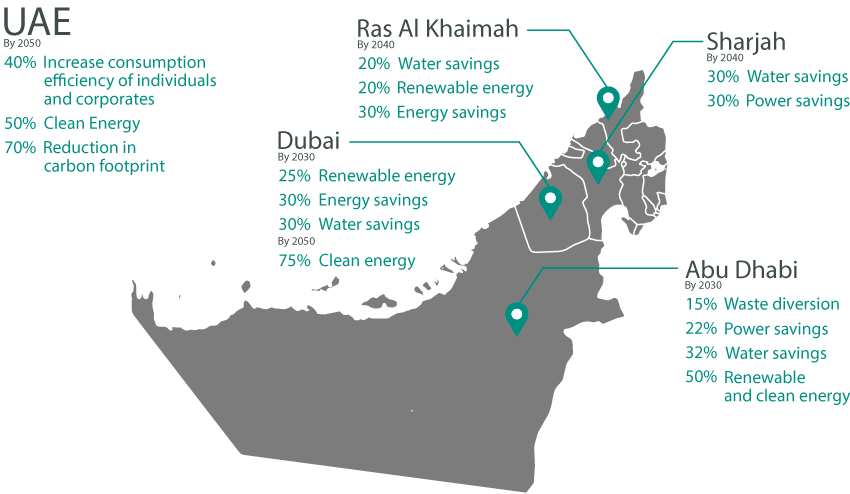 UAE
By 2050
40% Increase consumption
efficiency of individuals
and corporates
50% Clean Energy
70% Reduction in
carbon footprint
Ras Al Khaimah
By 2040
20% Water savings
20% Renewable energy
30% Energy savings
Sharjah
By 2040
30% Water savings
30% Power savings
Dubai
By 2030
25% Renewable energy
30% Energy savings
30% Water savings
By 2050
75% Clean energy
Abu Dhabi
By 2030
15% Waste diversion
22% Power savings
32% Water savings
50% Renewable
and clean energy